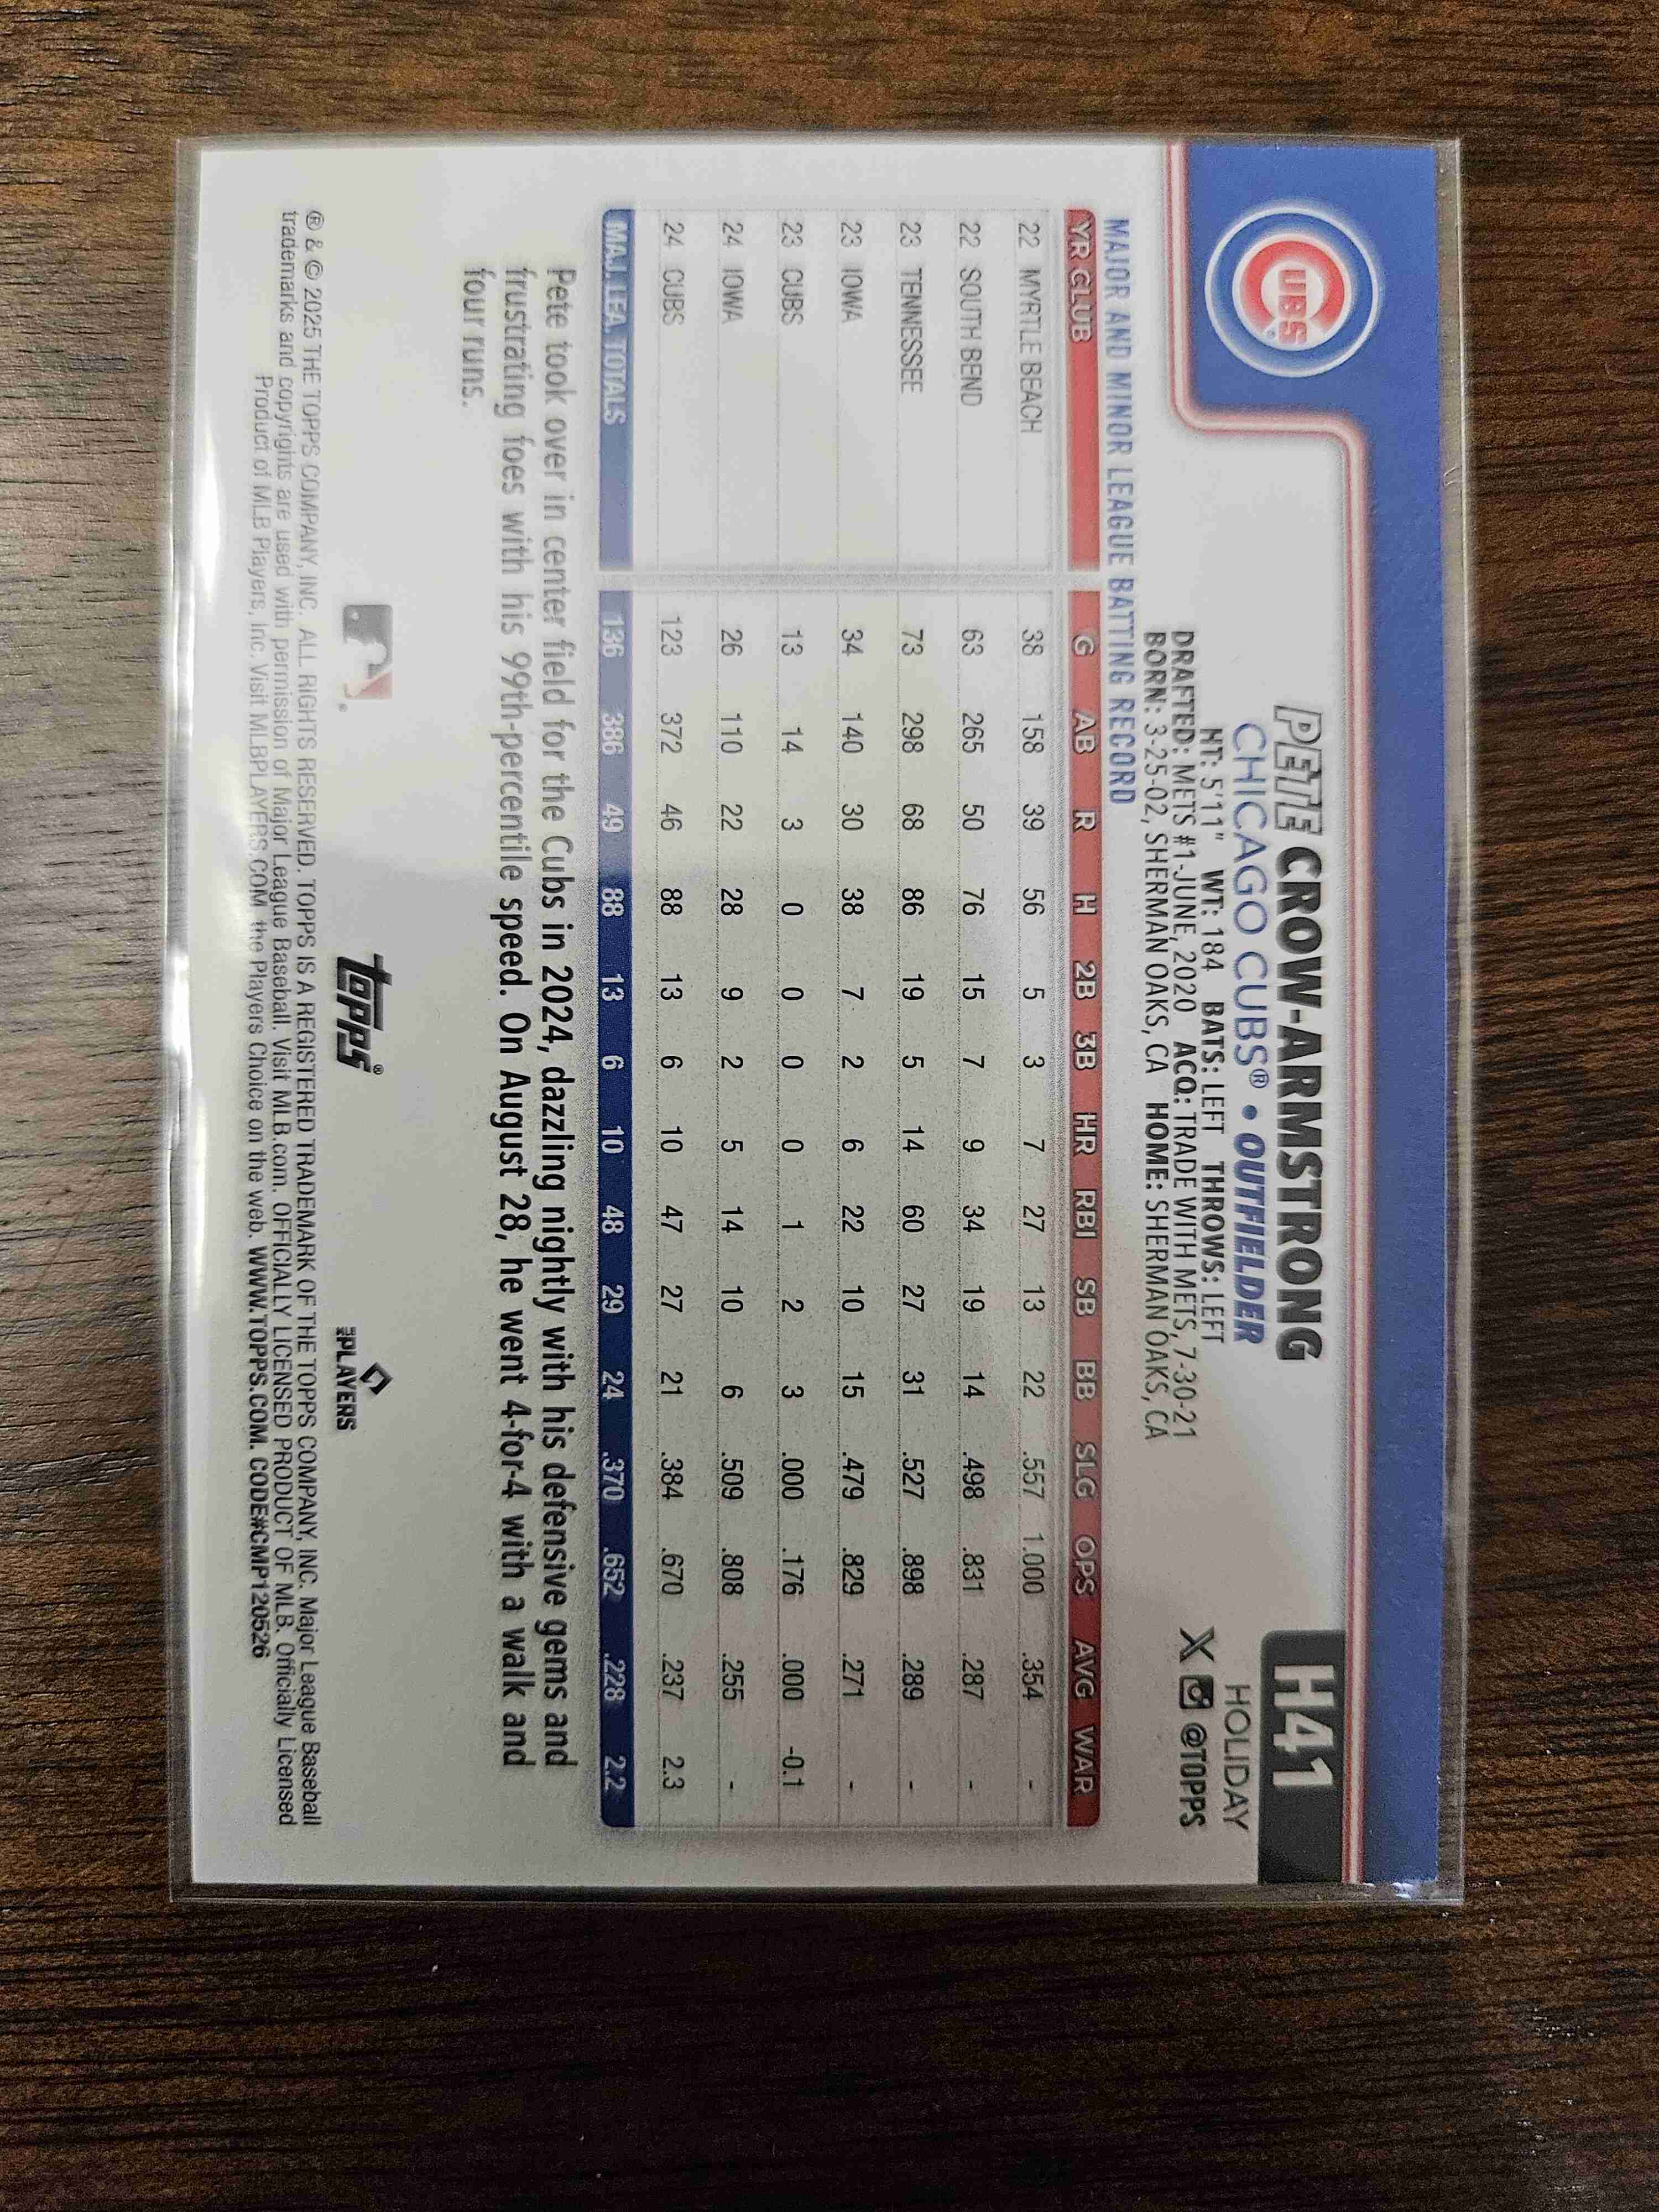 CUBS
H41
HOLIDAY
X @TOPPS
PETE CROW-ARMSTRONG
CHICAGO CUBS® • OUTFIELDER
HT: 5'11" WT: 184 BATS: LEFT THROWS: LEFT
DRAFTED: METS #1-JUNE, 2020 ACQ: TRADE WITH METS, 7-30-21
BORN: 3-25-02, SHERMAN OAKS, CA HOME: SHERMAN OAKS, CA
MAJOR AND MINOR LEAGUE BATTING RECORD
YR CLUB G AB R H 2B 3B HR RBI SB BB SLG OPS AVG WAR
22 MYRTLE BEACH 38 158 39 56 5 3 7 27 13 22 .557 1.000 .354 -
22 SOUTH BEND 63 265 50 76 15 7 9 34 19 14 .498 .831 .287 -
23 TENNESSEE 73 298 68 86 19 5 14 60 27 31 .527 .898 .289 -
23 IOWA 34 140 30 38 7 2 6 22 10 15 .479 .829 .271 -
23 CUBS 13 14 3 0 0 0 0 1 2 3 .000 .176 .000 -0.1
24 IOWA 26 110 22 28 9 2 5 14 10 6 .509 .808 .255 -
24 CUBS 123 372 46 88 13 6 10 47 27 21 .384 .670 .237 2.3
MAJ. LEA. TOTALS 136 386 49 88 13 6 10 48 29 24 .370 .652 .228 2.2
Pete took over in center field for the Cubs in 2024, dazzling nightly with his defensive gems and
frustrating foes with his 99th-percentile speed. On August 28, he went 4-for-4 with a walk and
four runs.
topps®
PLAYERS
® & © 2025 THE TOPPS COMPANY, INC. ALL RIGHTS RESERVED. TOPPS IS A REGISTERED TRADEMARK OF THE TOPPS COMPANY, INC. Major League Baseball
trademarks and copyrights are used with permission of Major League Baseball. Visit MLB.com. OFFICIALLY LICENSED PRODUCT OF MLB. Officially Licensed
Product of MLB Players, Inc. Visit MLBPLAYERS.COM, the Players Choice on the web. WWW.TOPPS.COM. CODE#CMP120526